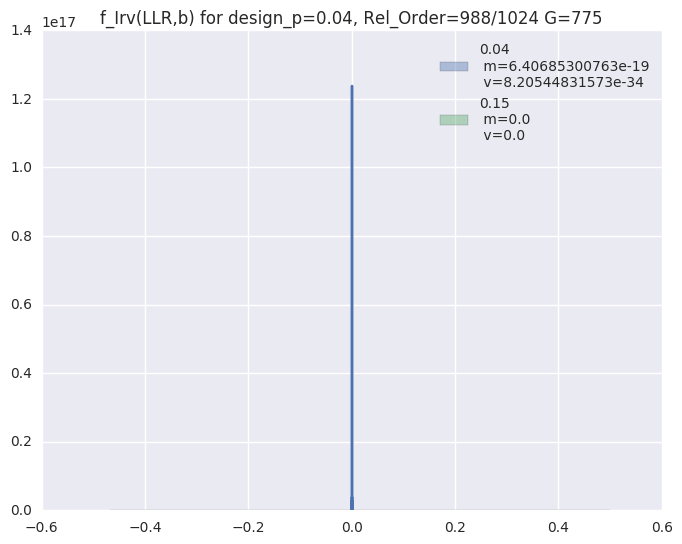 f_Irv(LLR,b) for design_p=0.04, Rel_Order=988/1024 G=775
1e17
1.4
1.2
1.0
0.8
0.6
0.4
0.2
0.0
0.04
m=6.40685300763e-19
v=8.20544831573e-34
0.15
m=0.0
v=0.0
−0.6
−0.4
−0.2
0.0
0.2
0.4
0.6